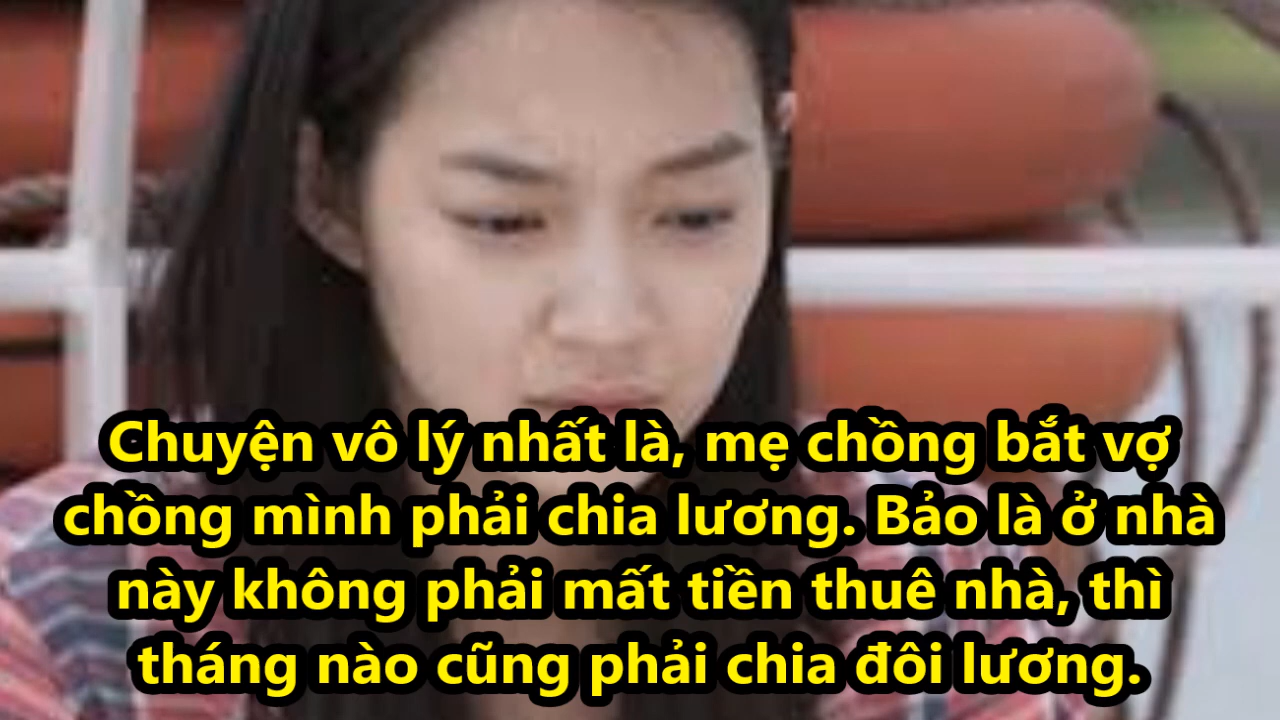 Chuyện vô lý nhất là, mẹ chồng bắt vợ
chồng mình phải chia lương. Bảo là ở nhà
này không phải mất tiền thuê nhà, thì
tháng nào cũng phải chia đôi lương.